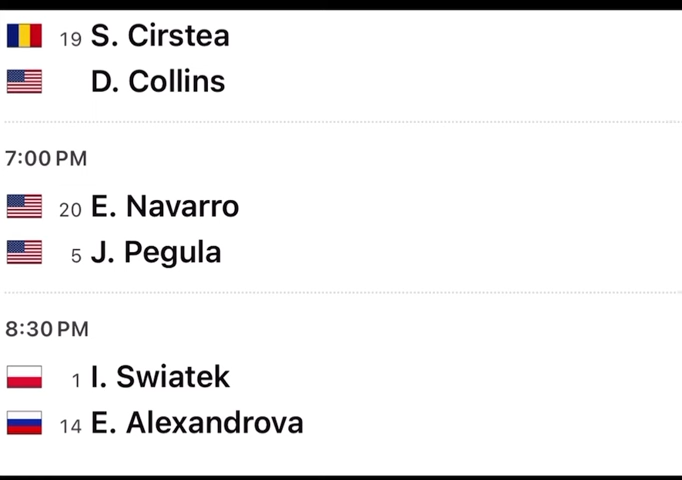 19 S. Cirstea
D. Collins
7:00 PM
20 E. Navarro
5 J. Pegula
8:30 PM
1 I. Swiatek
14 E. Alexandrova